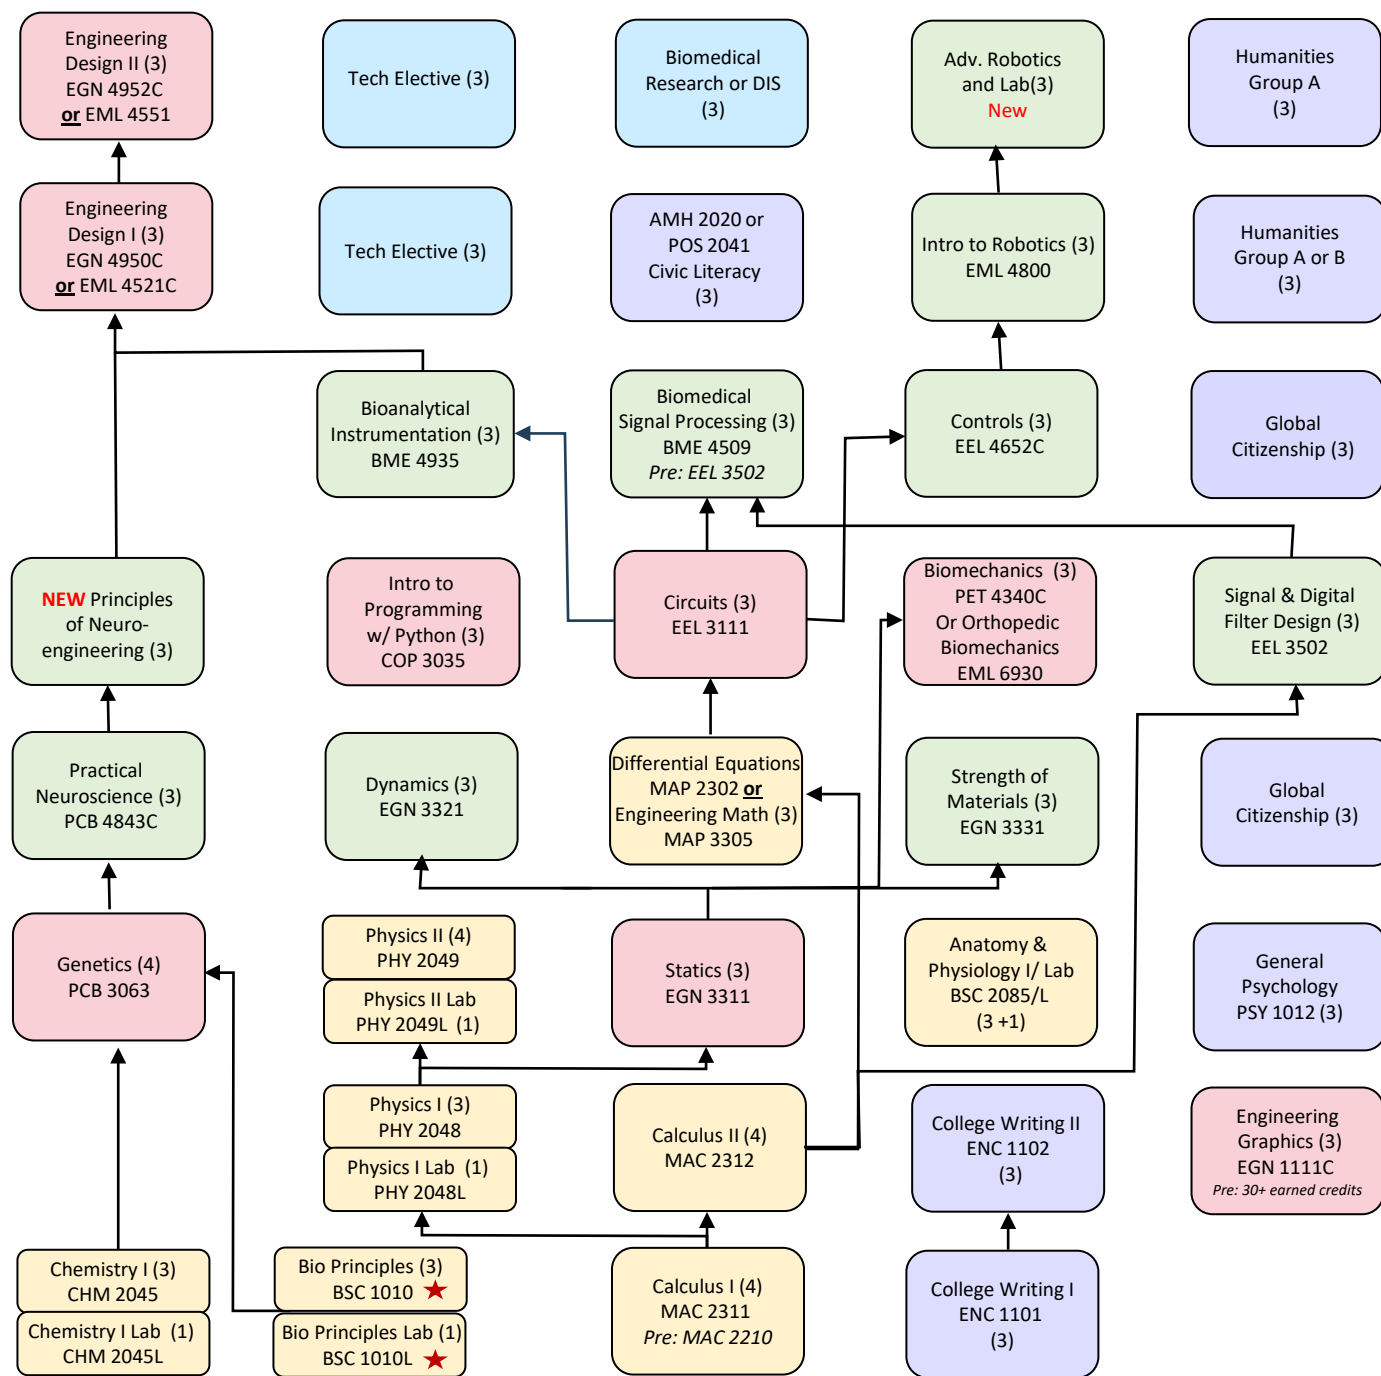 Engineering
Design II (3)
EGN 4952C
or EML 4551
Tech Elective (3)
Biomedical
Research or DIS
(3)
Adv. Robotics
and Lab(3)
New
Humanities
Group A
(3)
Engineering
Design I (3)
EGN 4950C
or EML 4521C
Tech Elective (3)
AMH 2020 or
POS 2041
Civic Literacy
(3)
Intro to Robotics (3)
EML 4800
Humanities
Group A or B
(3)
Bioanalytical
Instrumentation (3)
BME 4935
Biomedical
Signal Processing (3)
BME 4509
Pre: EEL 3502
Controls (3)
EEL 4652C
Global
Citizenship (3)
NEW Principles
of Neuro-
engineering (3)
Intro to
Programming
w/ Python (3)
COP 3035
Circuits (3)
EEL 3111
Biomechanics (3)
PET 4340C
Or Orthopedic
Biomechanics
EML 6930
Signal & Digital
Filter Design (3)
EEL 3502
Practical
Neuroscience (3)
PCB 4843C
Dynamics (3)
EGN 3321
Differential Equations
MAP 2302 or
Engineering Math (3)
MAP 3305
Strength of
Materials (3)
EGN 3331
Global
Citizenship (3)
Genetics (4)
PCB 3063
Physics II (4)
PHY 2049
Physics II Lab
PHY 2049L (1)
Statics (3)
EGN 3311
Anatomy &
Physiology I/ Lab
BSC 2085/L
(3 +1)
General
Psychology
PSY 1012 (3)
Physics I (3)
PHY 2048
Physics I Lab (1)
PHY 2048L
Calculus II (4)
MAC 2312
College Writing II
ENC 1102
(3)
Engineering
Graphics (3)
EGN 1111C
Pre: 30+ earned credits
Chemistry I (3)
CHM 2045
Chemistry I Lab (1)
CHM 2045L
Bio Principles (3)
BSC 1010
Bio Principles Lab (1)
BSC 1010L
Calculus I (4)
MAC 2311
Pre: MAC 2210
College Writing I
ENC 1101
(3)